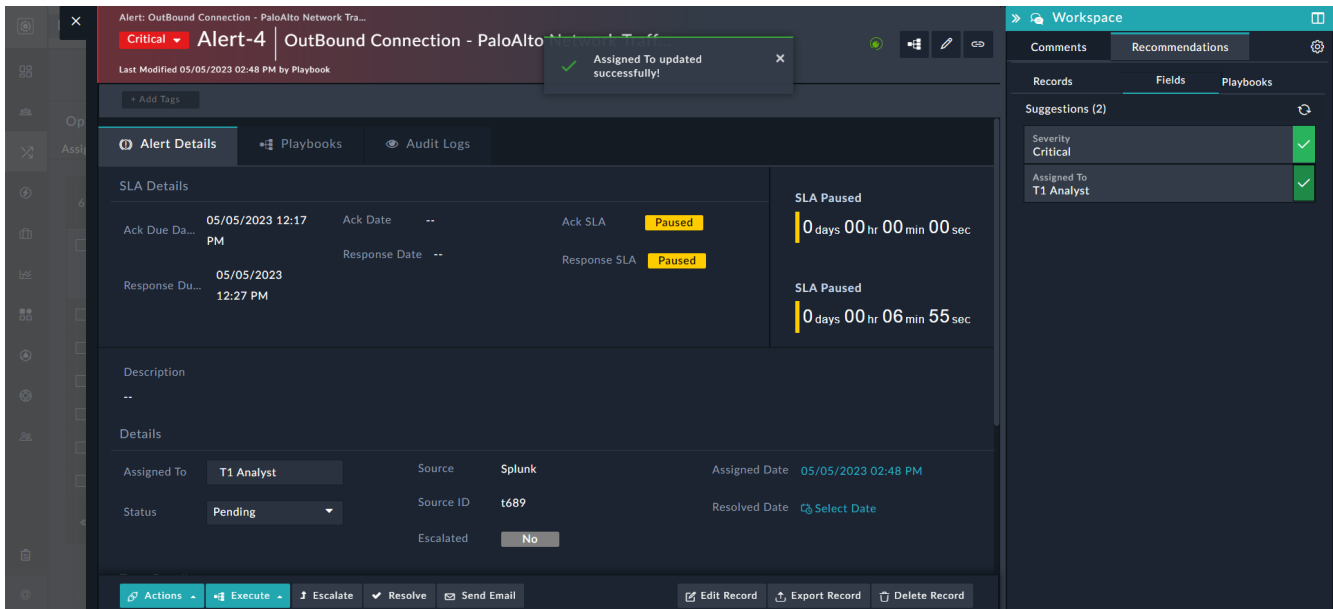 Alert: OutBound Connection - PaloAlto Network Tra...
Critical
Alert-4
OutBound Connection - PaloAlto Network Traff...
Last Modified 05/05/2023 02:48 PM by Playbook
Assigned To updated
successfully!
+ Add Tags
Alert Details
Playbooks
Audit Logs
SLA Details
Ack Due Da...
05/05/2023 12:17
PM
Ack Date
--
Ack SLA
Paused
Response Du...
05/05/2023
12:27 PM
Response Date
--
Response SLA
Paused
SLA Paused
0 days 00 hr 00 min 00 sec
SLA Paused
0 days 00 hr 06 min 55 sec
Description
--
Details
Assigned To
T1 Analyst
Source
Splunk
Assigned Date
05/05/2023 02:48 PM
Status
Pending
Source ID
t689
Resolved Date
Select Date
Escalated
No
Actions
Execute
Escalate
Resolve
Send Email
Edit Record
Export Record
Delete Record
Workspace
Comments
Recommendations
Records
Fields
Playbooks
Suggestions (2)
Severity
Critical
Assigned To
T1 Analyst